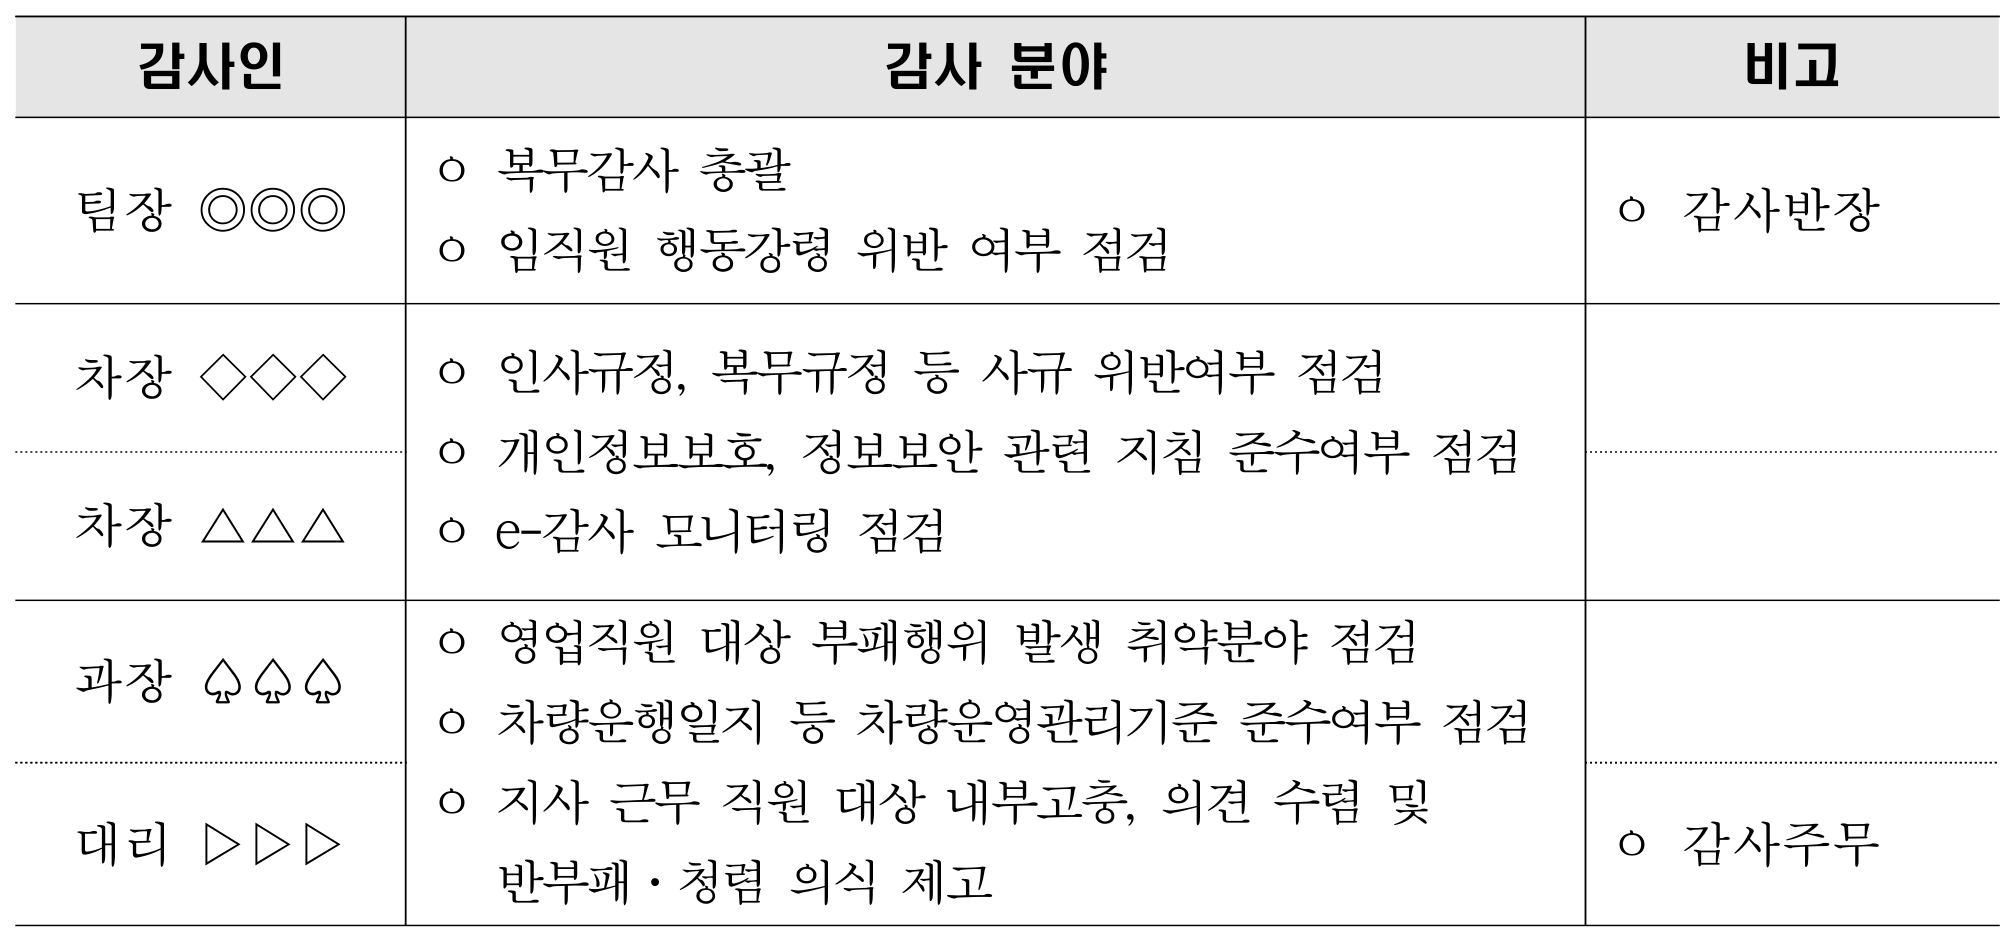 감사인 감사 분야 비고
팀장 ◎◎◎
ㅇ 복무감사 총괄
ㅇ 임직원 행동강령 위반 여부 점검
ㅇ 감사반장
차장 ◇◇◇
차장 △△△
ㅇ 인사규정, 복무규정 등 사규 위반여부 점검
ㅇ 개인정보보호, 정보보안 관련 지침 준수여부 점검
ㅇ e-감사 모니터링 점검
과장 ♤♤♤
대리 ▷▷▷
ㅇ 영업직원 대상 부패행위 발생 취약분야 점검
ㅇ 차량운행일지 등 차량운영관리기준 준수여부 점검
ㅇ 지사 근무 직원 대상 내부고충, 의견 수렴 및
반부패・청렴 의식 제고
ㅇ 감사주무